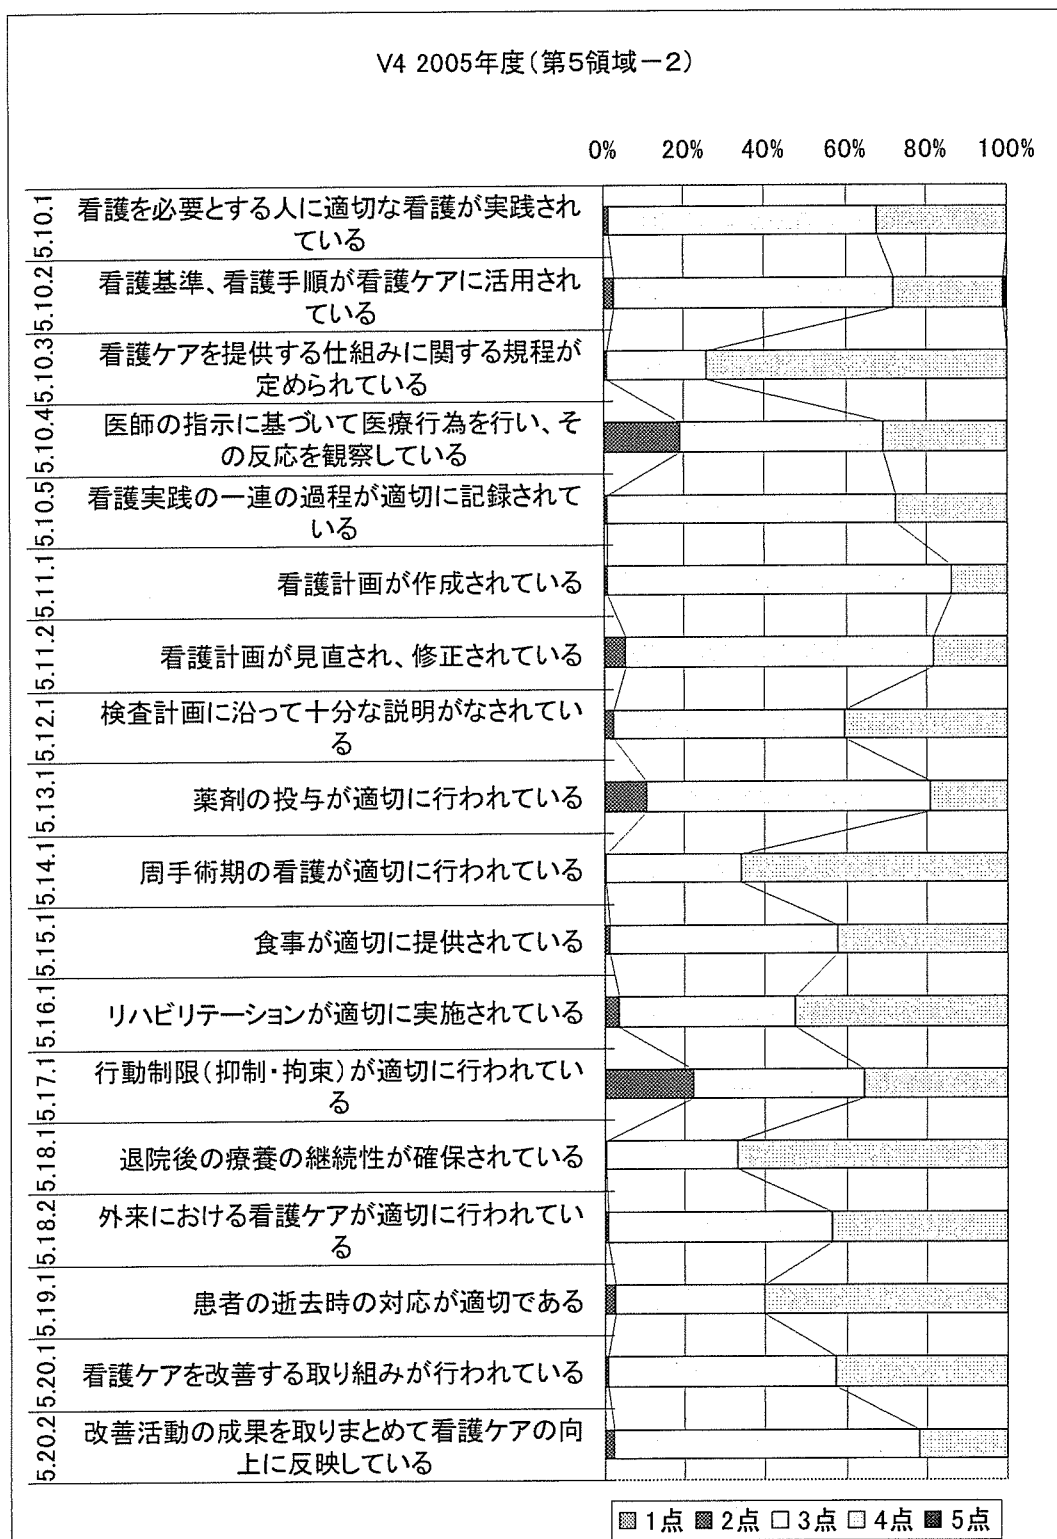 V4 2005年度(第5領域－2)
0% 20% 40% 60% 80% 100%
5.10.1 看護を必要とする人に適切な看護が実践され
ている
5.10.2 看護基準、看護手順が看護ケアに活用され
ている
5.10.3 看護ケアを提供する仕組みに関する規程が
定められている
5.10.4 医師の指示に基づいて医療行為を行い、そ
の反応を観察している
5.10.5 看護実践の一連の過程が適切に記録されて
いる
5.11.1 看護計画が作成されている
5.11.2 看護計画が見直され、修正されている
5.12.1 検査計画に沿って十分な説明がなされてい
る
5.13.1 薬剤の投与が適切に行われている
5.14.1 周手術期の看護が適切に行われている
5.15.1 食事が適切に提供されている
5.16.1 リハビリテーションが適切に実施されている
5.17.1 行動制限(抑制・拘束)が適切に行われてい
る
5.18.1 退院後の療養の継続性が確保されている
5.18.2 外来における看護ケアが適切に行われてい
る
5.19.1 患者の逝去時の対応が適切である
5.20.1 看護ケアを改善する取り組みが行われている
5.20.2 改善活動の成果を取りまとめて看護ケアの向
上に反映している
1点 2点 3点 4点 5点